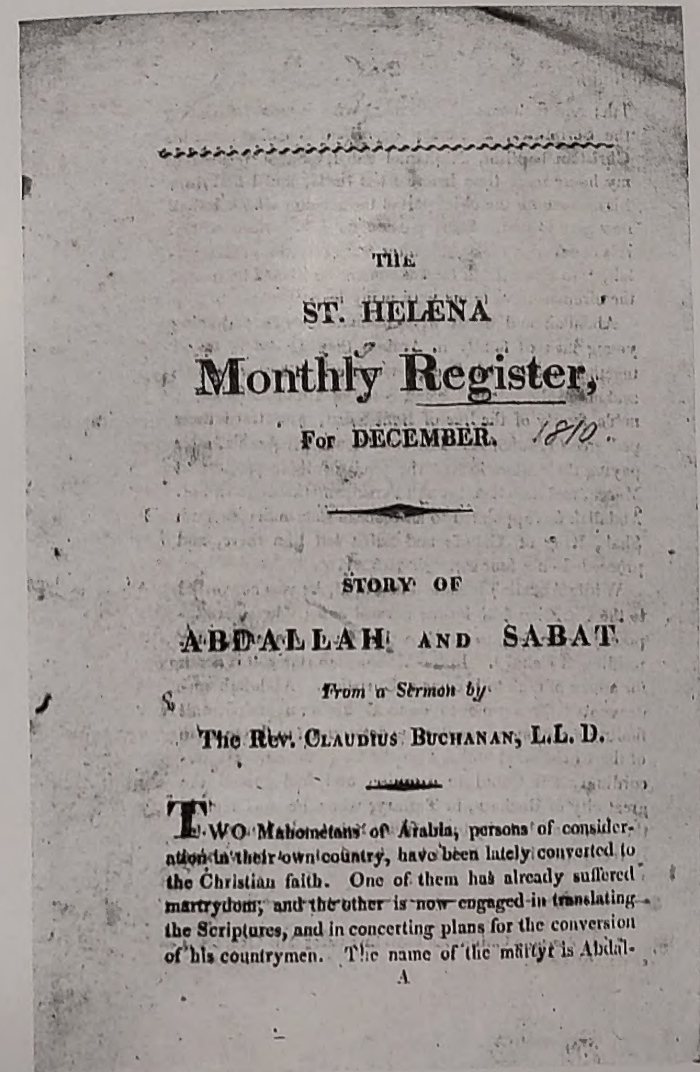 THE
ST. HELENA
Monthly Register,
For DECEMBER. 1810.
STORY OF
ABDALLAH AND SABAT
From a Sermon by
The Rev. CLAUDIUS BUCHANAN, L.L. D.
TWO Mahometans of Arabia, persons of consider-
ation in their own country, have been lately converted to
the Christian faith. One of them has already suffered
martrydom; and the other is now engaged in translating
the Scriptures, and in concerting plans for the conversion
of his countrymen. The name of the martyr is Abdal-
A